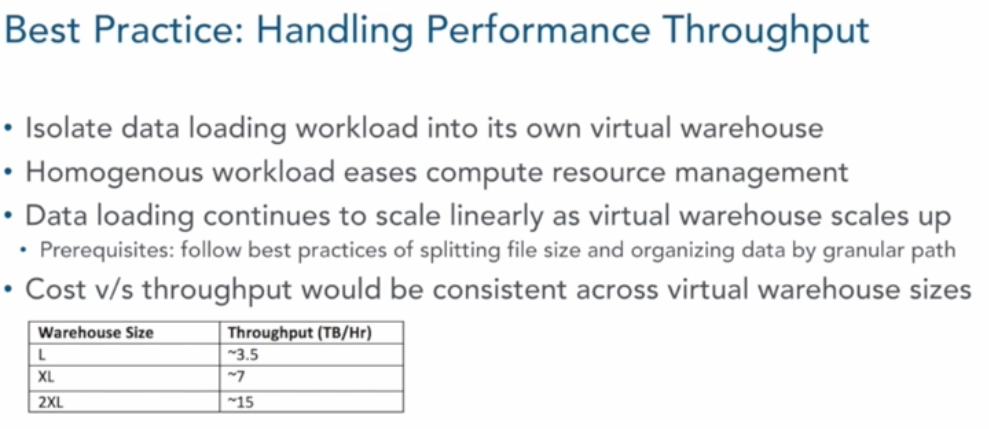 Best Practice: Handling Performance Throughput
• Isolate data loading workload into its own virtual warehouse
• Homogenous workload eases compute resource management
• Data loading continues to scale linearly as virtual warehouse scales up
• Prerequisites: follow best practices of splitting file size and organizing data by granular path
• Cost v/s throughput would be consistent across virtual warehouse sizes
Warehouse Size Throughput (TB/Hr)
L ~3.5
XL ~7
2XL ~15